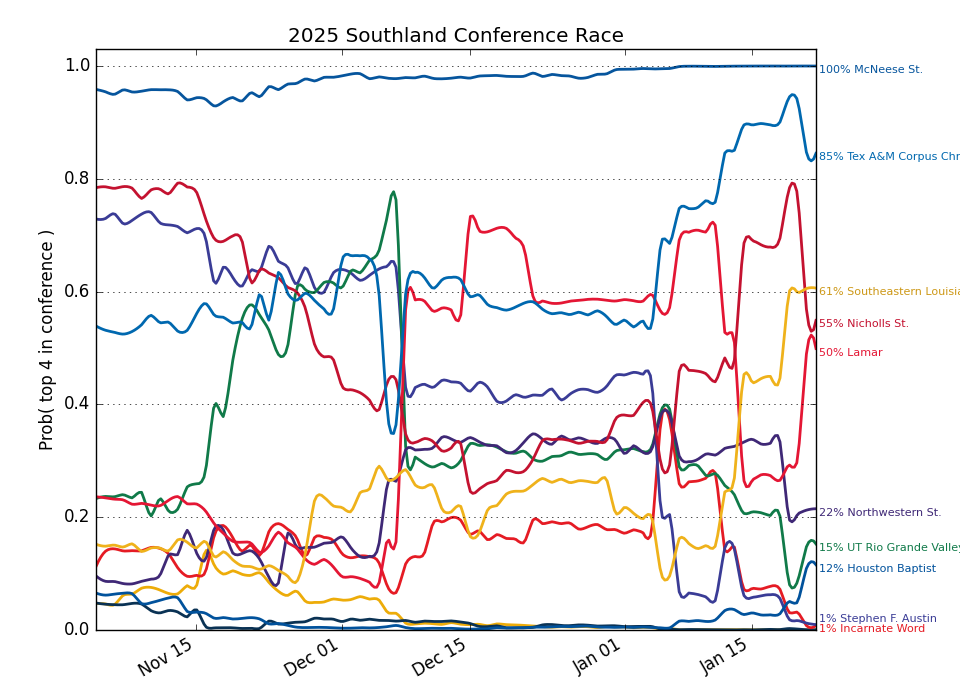 2025 Southland Conference Race
Prob( top 4 in conference )
1.0
0.8
0.6
0.4
0.2
0.0
Nov 15
Dec 01
Dec 15
Jan 01
Jan 15
100% McNeese St.
85% Tex A&M Corpus Chr
61% Southeastern Louisia
55% Nicholls St.
50% Lamar
22% Northwestern St.
15% UT Rio Grande Valley
12% Houston Baptist
1% Stephen F. Austin
1% Incarnate Word